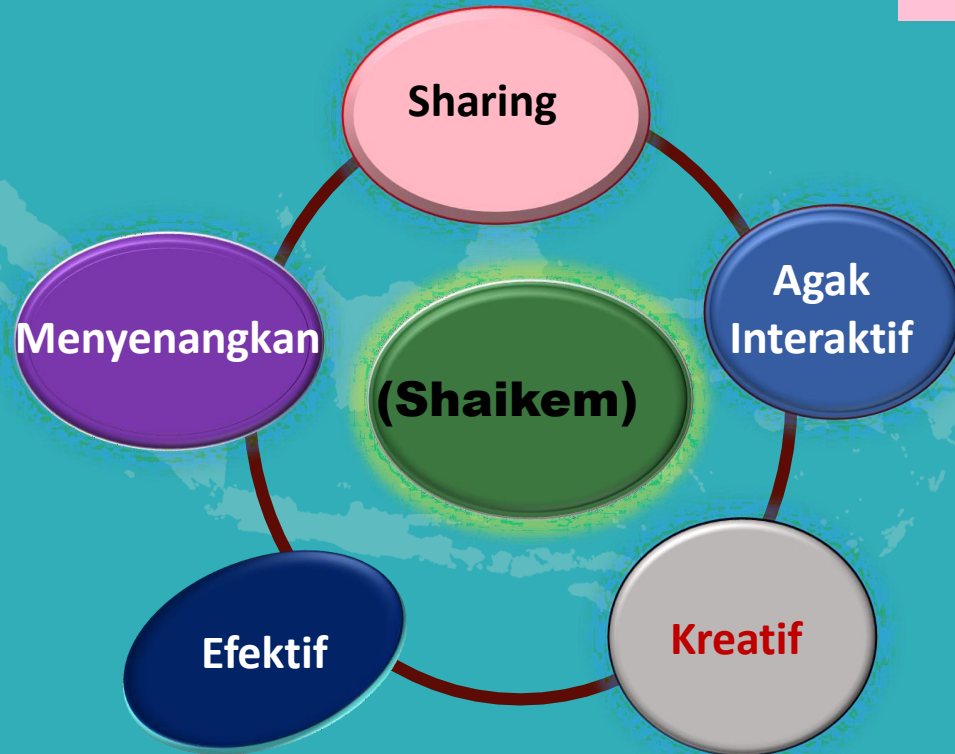 Sharing
Agak
Interaktif
Menyenangkan
(Shaikem)
Kreatif
Efektif